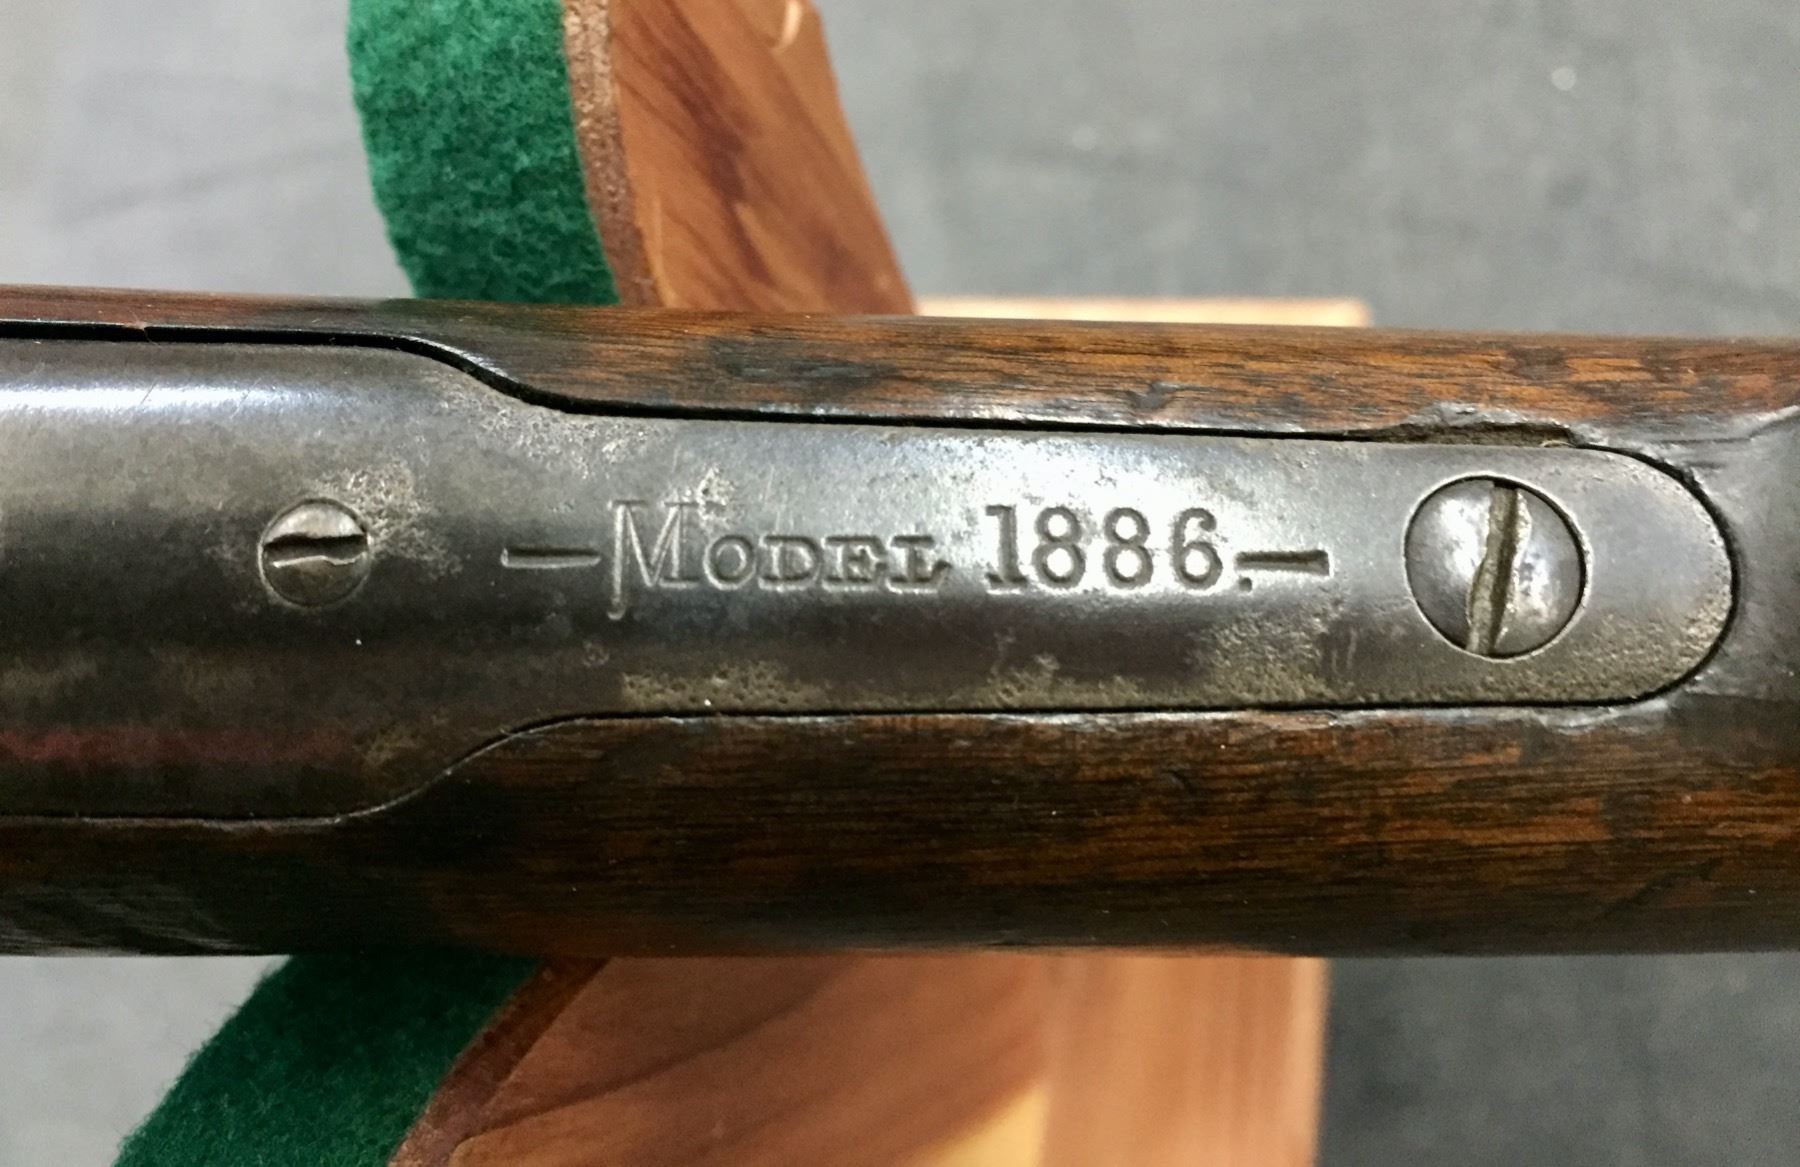 —Model 1886.—